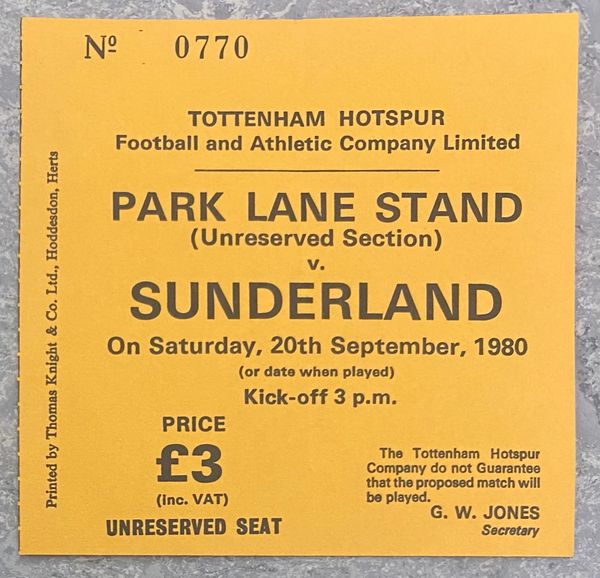 Nº 0770
TOTTENHAM HOTSPUR
Football and Athletic Company Limited
PARK LANE STAND
(Unreserved Section)
v.
SUNDERLAND
On Saturday, 20th September, 1980
(or date when played)
Kick-off 3 p.m.
PRICE
£3
(inc. VAT)
UNRESERVED SEAT
The Tottenham Hotspur
Company do not Guarantee
that the proposed match will
be played.
G. W. JONES
Secretary
Printed by Thomas Knight & Co. Ltd., Hoddesdon, Herts